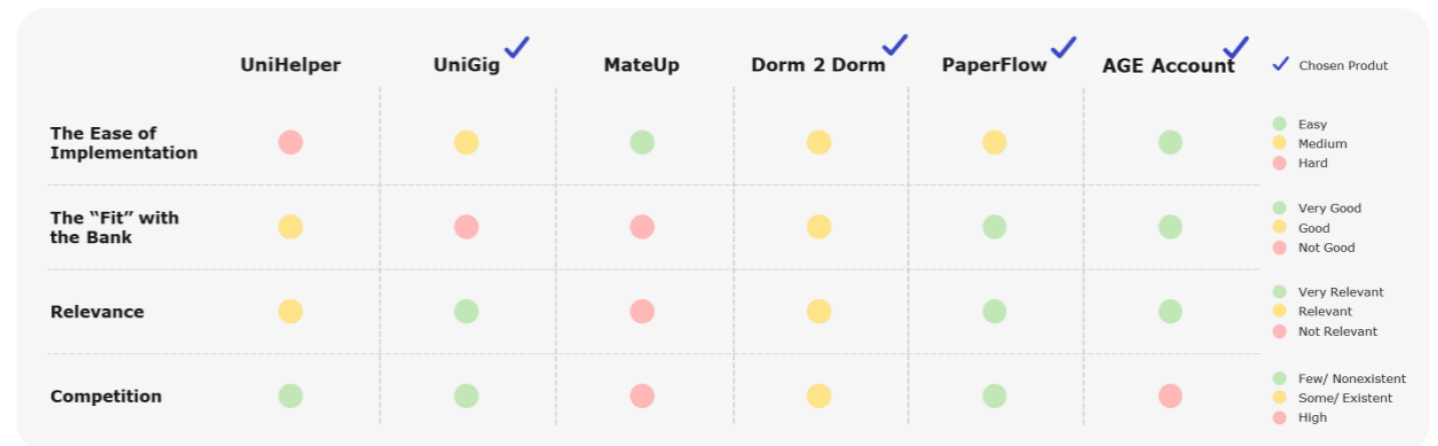 UniHelper
UniGig
MateUp
Dorm 2 Dorm
PaperFlow
AGE Account
Chosen Produt
The Ease of
Implementation
Easy
Medium
Hard
The “Fit” with
the Bank
Very Good
Good
Not Good
Relevance
Very Relevant
Relevant
Not Relevant
Competition
Few/ Nonexistent
Some/ Existent
High